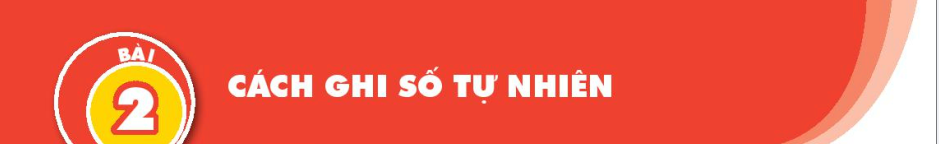 BÀI
2
CÁCH GHI SỐ TỰ NHIÊN